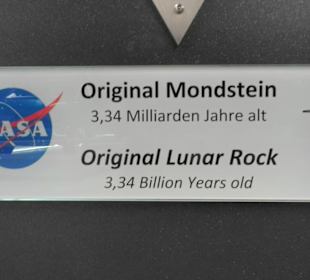 NASA
Original Mondstein
3,34 Milliarden Jahre alt
Original Lunar Rock
3,34 Billion Years old